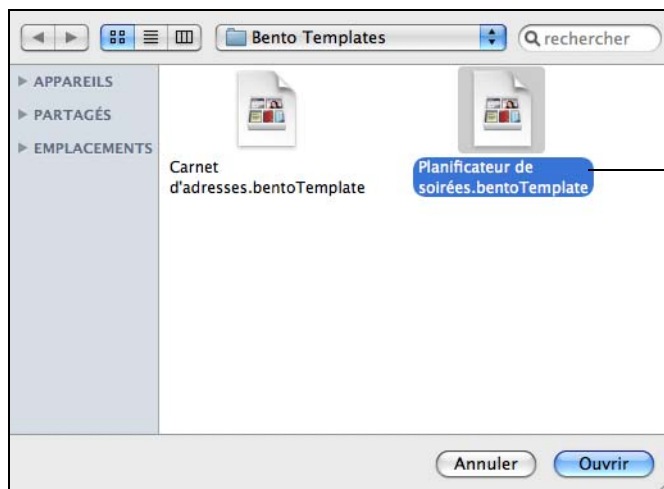 Bento Templates
rechercher
APPAREILS
PARTAGÉS
EMPLACEMENTS
Carnet
d'adresses.bentoTemplate
Planificateur de
soirées.bentoTemplate
Annuler
Ouvrir